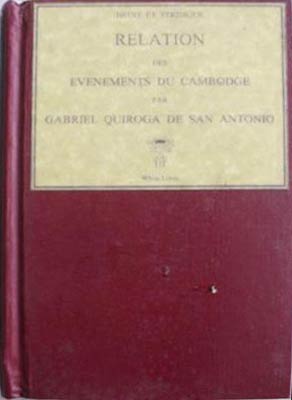 RELATION
DES
EVENEMENTS DU CAMBODGE
PAR
GABRIEL QUIROGA DE SAN ANTONIO